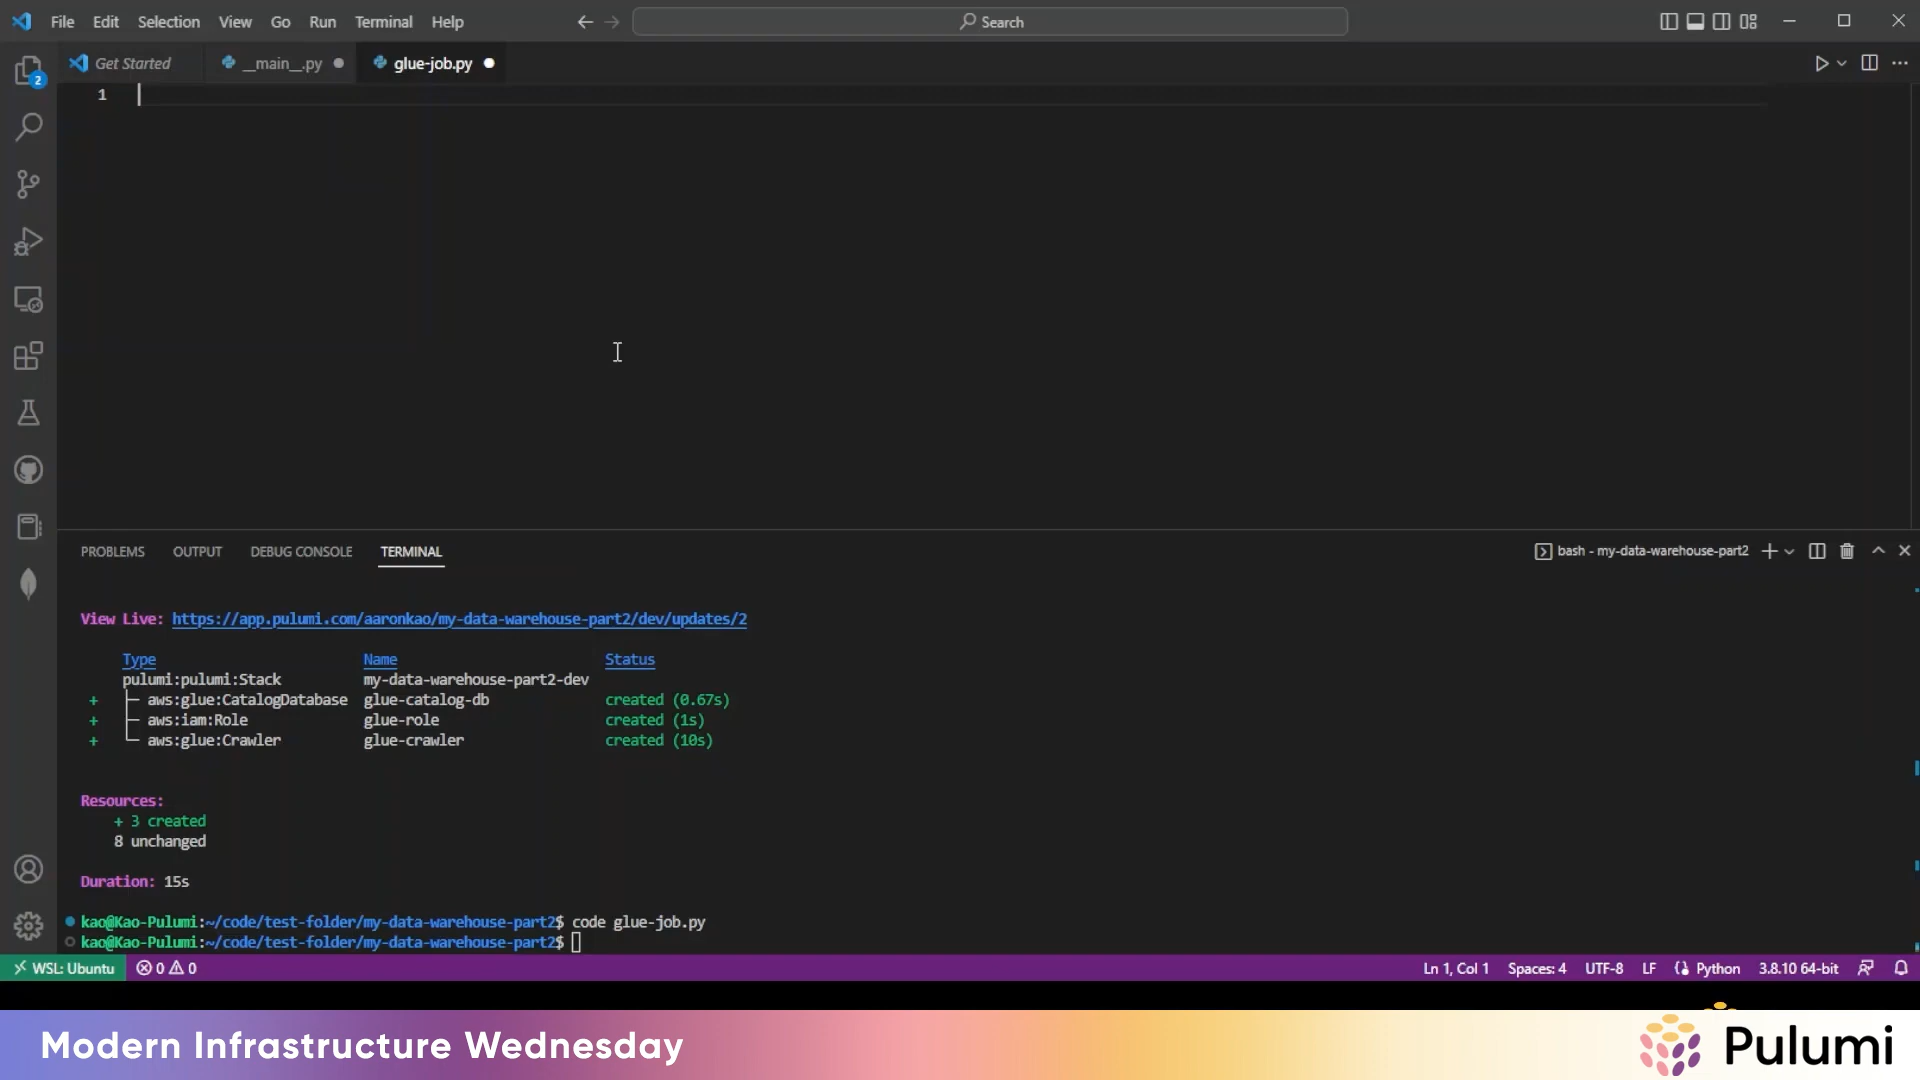 File Edit Selection View Go Run Terminal Help Search
2
Get Started __main__.py glue-job.py
1
PROBLEMS OUTPUT DEBUG CONSOLE TERMINAL bash - my-data-warehouse-part2
View Live: https://app.pulumi.com/aaronkao/my-data-warehouse-part2/dev/updates/2
Type Name Status
pulumi:pulumi:Stack my-data-warehouse-part2-dev
+ ├─ aws:glue:CatalogDatabase glue-catalog-db created (0.67s)
+ ├─ aws:iam:Role glue-role created (1s)
+ └─ aws:glue:Crawler glue-crawler created (10s)
Resources:
+ 3 created
8 unchanged
Duration: 15s
kao@Kao-Pulumi:~/code/test-folder/my-data-warehouse-part2$ code glue-job.py
kao@Kao-Pulumi:~/code/test-folder/my-data-warehouse-part2$
WSL: Ubuntu 0 0 Ln 1, Col 1 Spaces: 4 UTF-8 LF Python 3.8.10 64-bit
Modern Infrastructure Wednesday
Pulumi